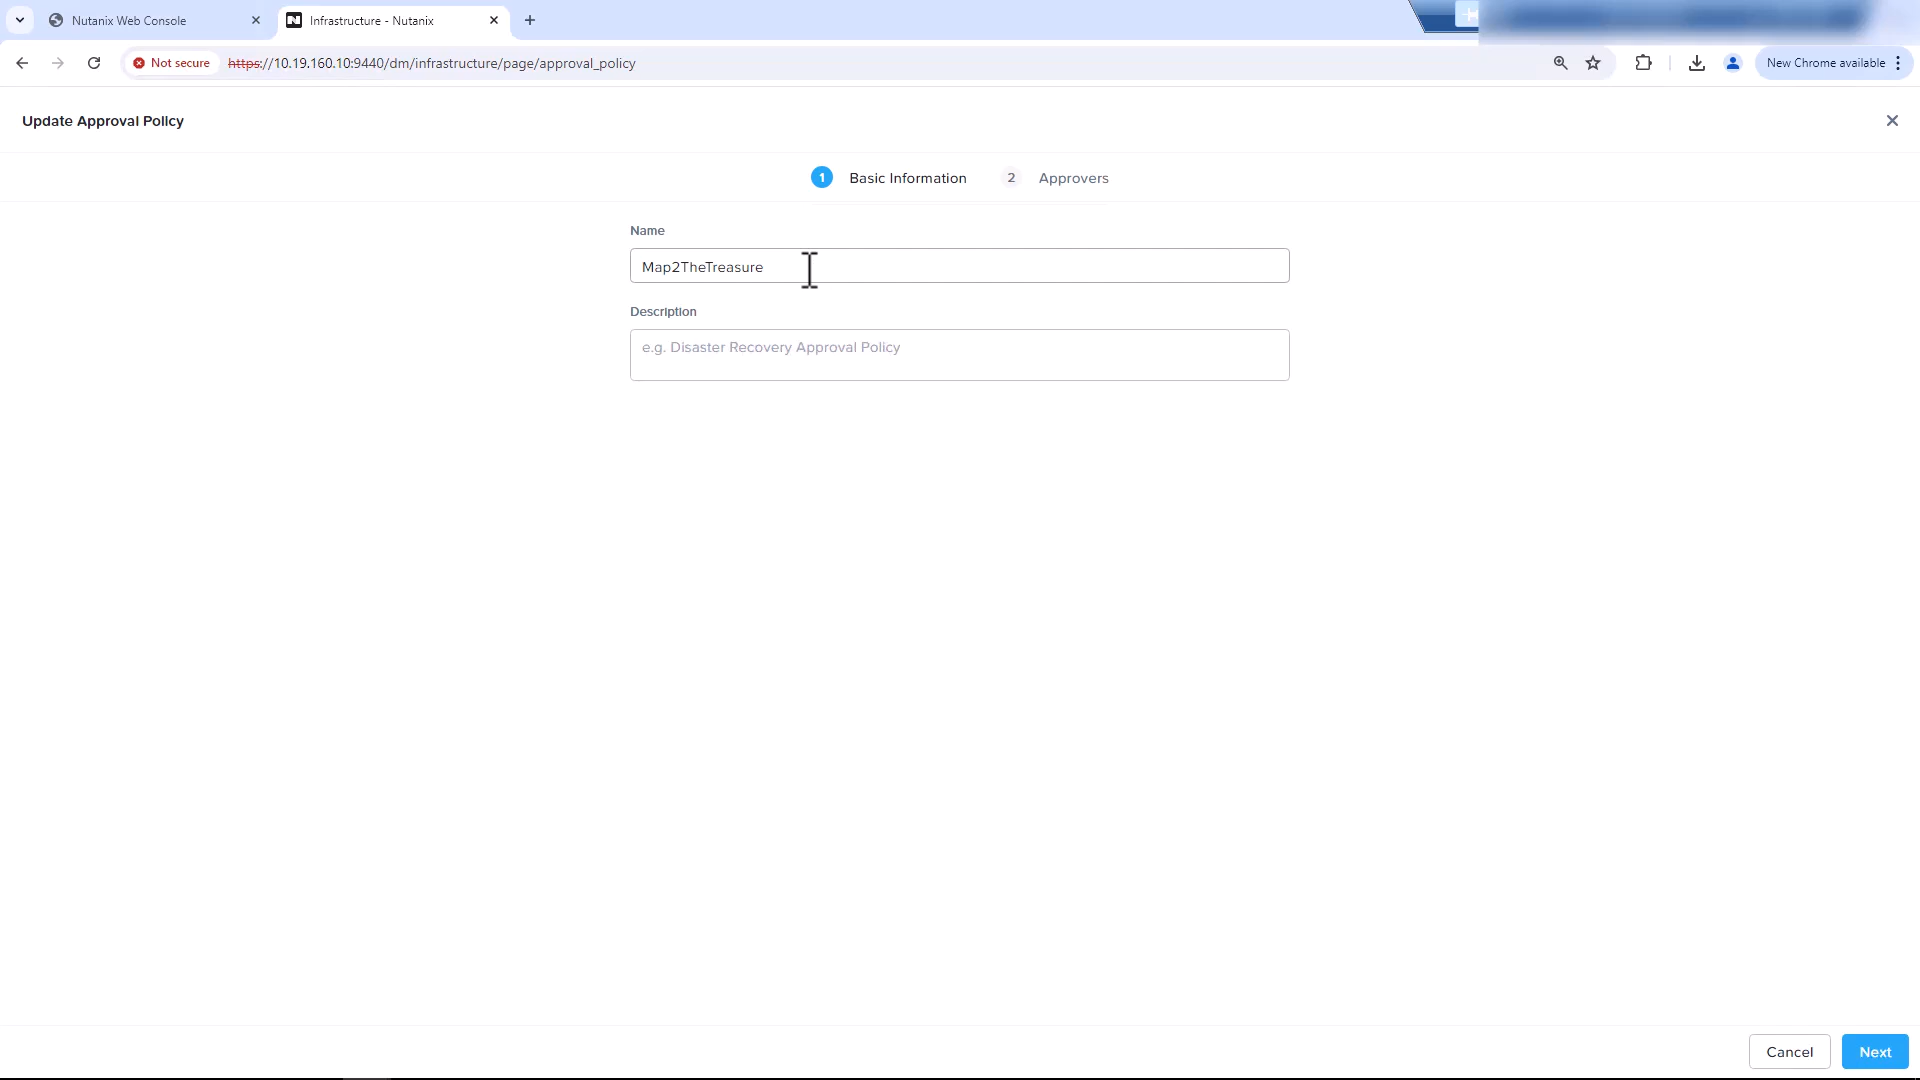 Nutanix Web Console
Infrastructure - Nutanix
Not secure
https://10.19.160.10:9440/dm/infrastructure/page/approval_policy
New Chrome available
Update Approval Policy
1 Basic Information
2 Approvers
Name
Map2TheTreasure
Description
e.g. Disaster Recovery Approval Policy
Cancel
Next